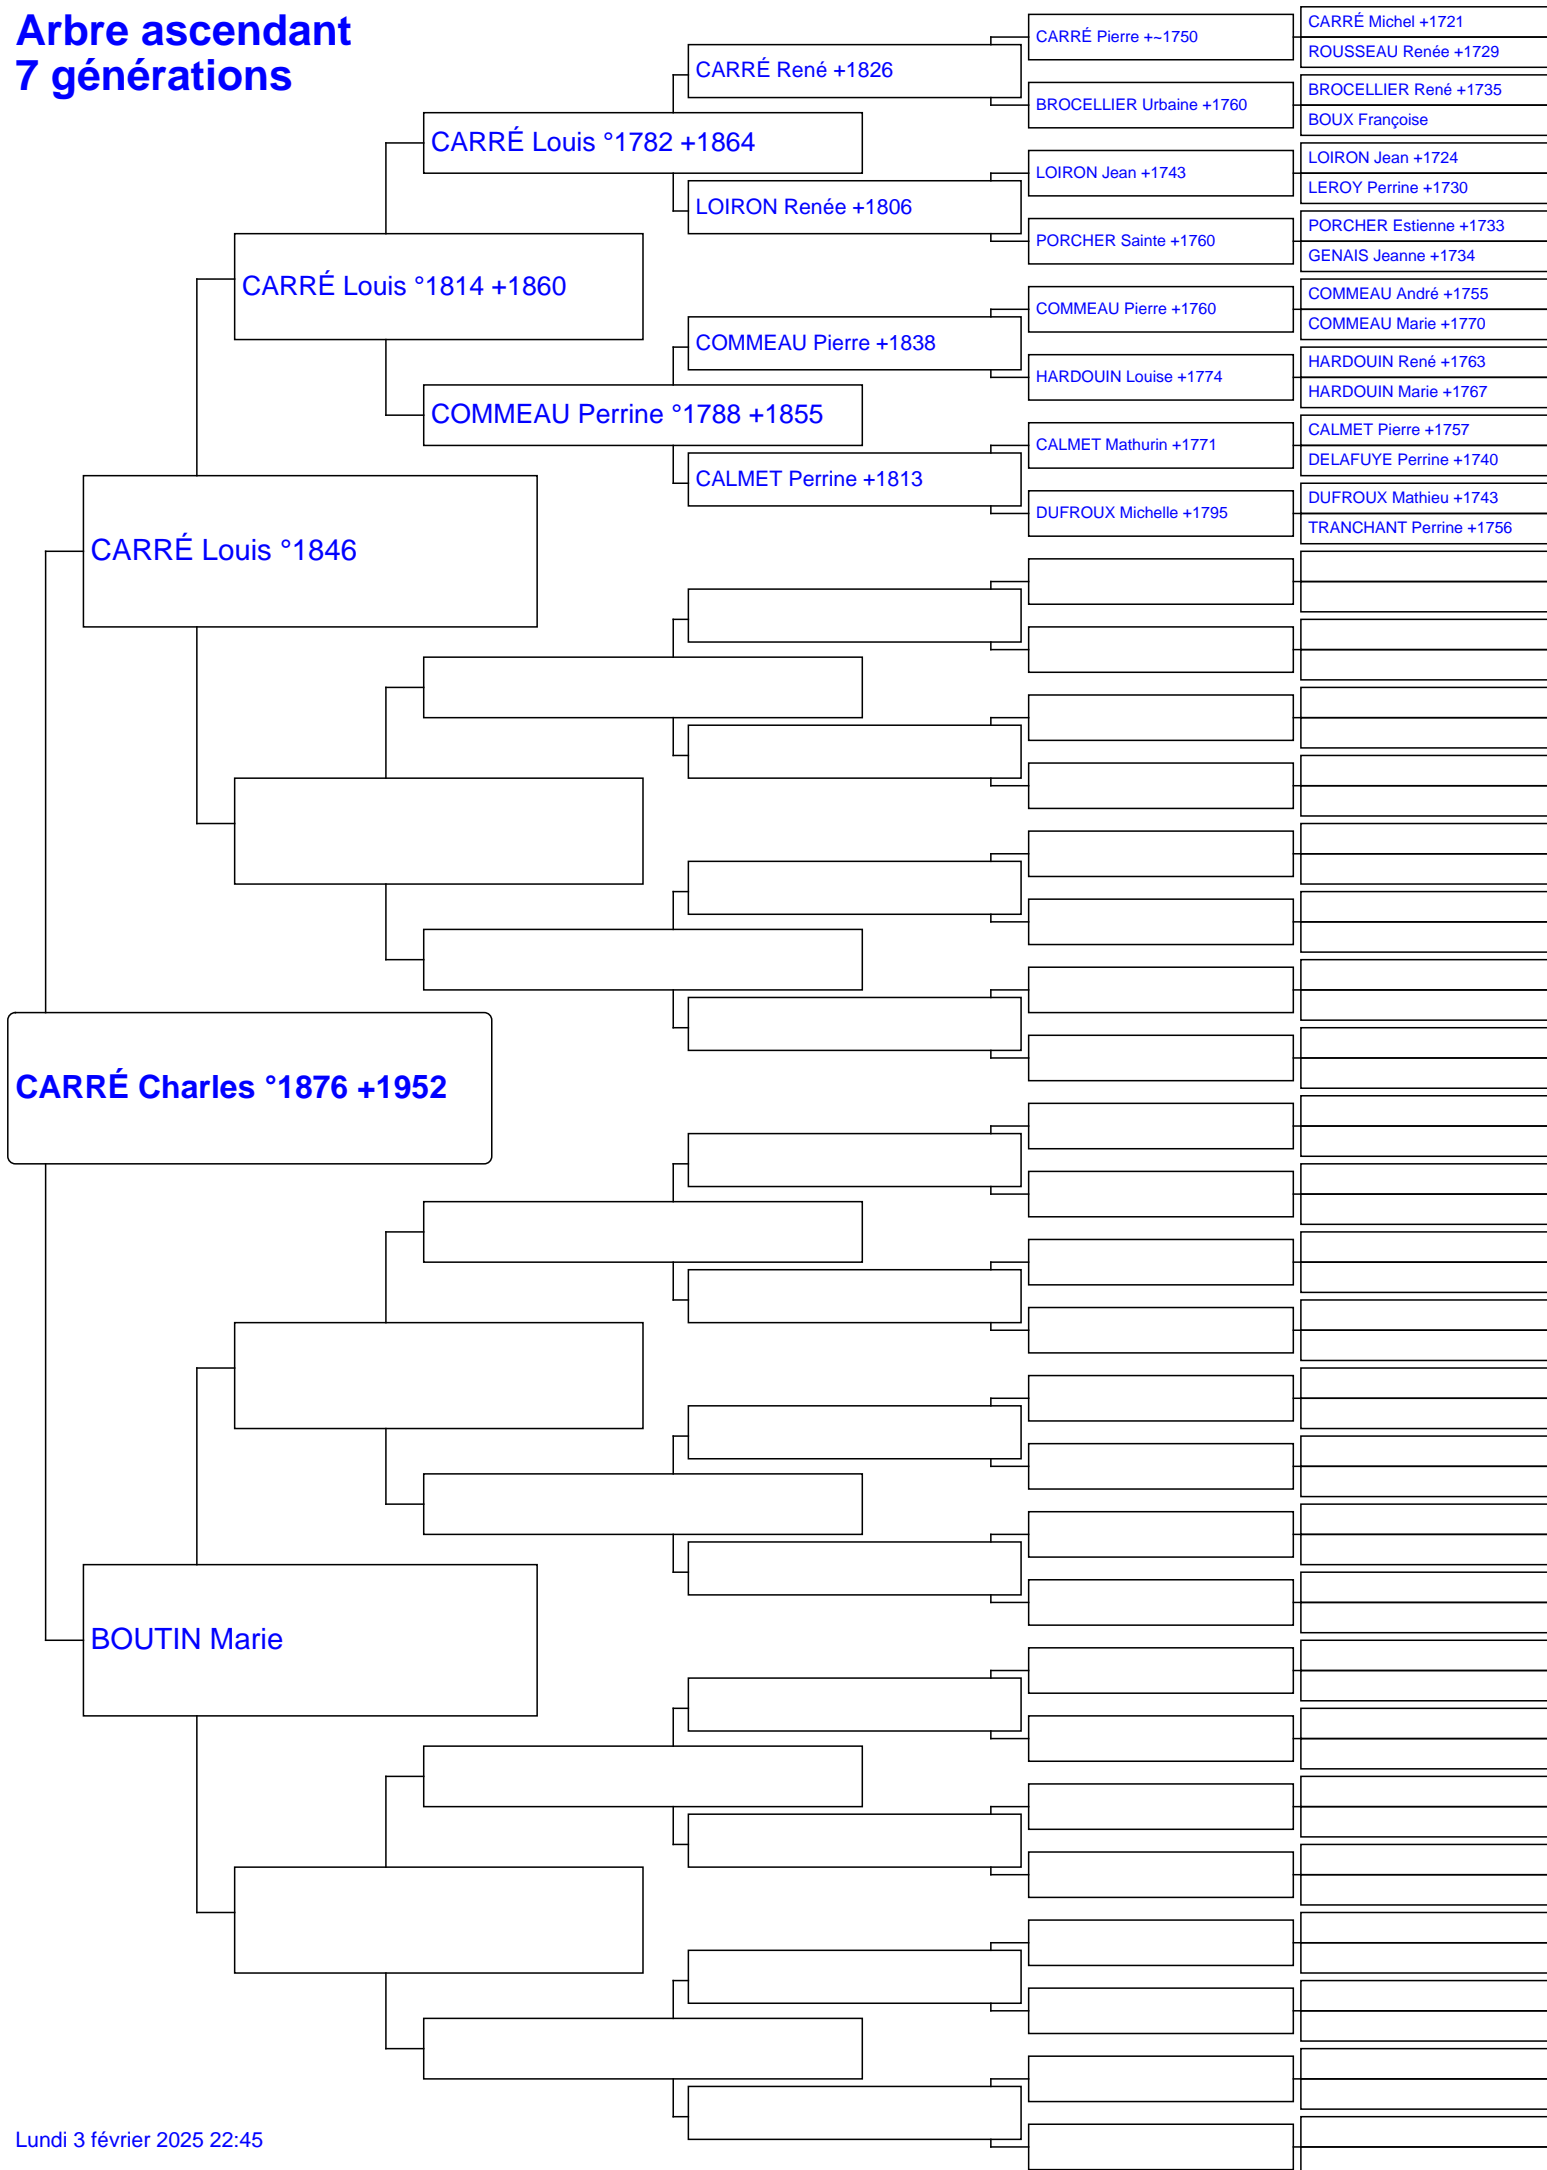 Arbre ascendant
7 générations
CARRÉ Charles °1876 +1952
CARRÉ Louis °1846
BOUTIN Marie
CARRÉ Louis °1814 +1860
CARRÉ Louis °1782 +1864
COMMEAU Perrine °1788 +1855
CARRÉ René +1826
LOIRON Renée +1806
COMMEAU Pierre +1838
CALMET Perrine +1813
CARRÉ Pierre +~1750
BROCELLIER Urbaine +1760
LOIRON Jean +1743
PORCHER Sainte +1760
COMMEAU Pierre +1760
HARDOUIN Louise +1774
CALMET Mathurin +1771
DUFROUX Michelle +1795
CARRÉ Michel +1721
ROUSSEAU Renée +1729
BROCELLIER René +1735
BOUX Françoise
LOIRON Jean +1724
LEROY Perrine +1730
PORCHER Estienne +1733
GENAIS Jeanne +1734
COMMEAU André +1755
COMMEAU Marie +1770
HARDOUIN René +1763
HARDOUIN Marie +1767
CALMET Pierre +1757
DELAFUYE Perrine +1740
DUFROUX Mathieu +1743
TRANCHANT Perrine +1756
Lundi 3 février 2025 22:45